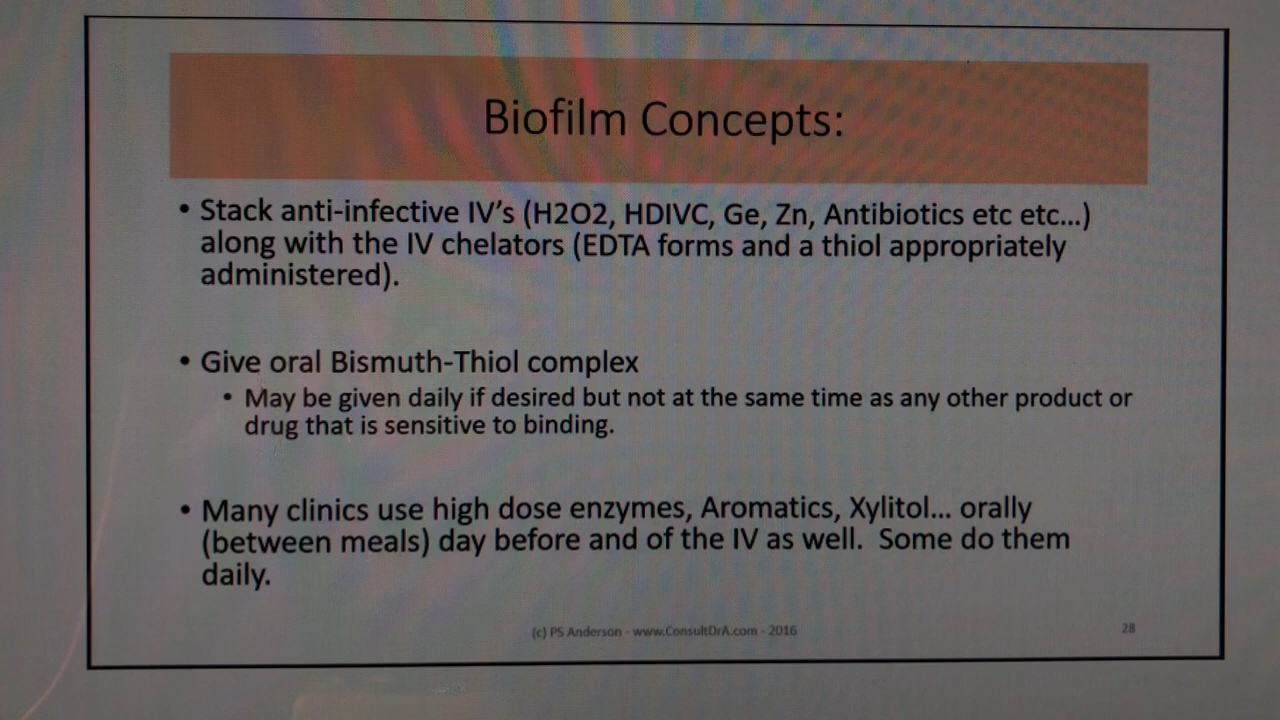 Biofilm Concepts:
• Stack anti-infective IV's (H2O2, HDIVC, Ge, Zn, Antibiotics etc etc...)
along with the IV chelators (EDTA forms and a thiol appropriately
administered).
• Give oral Bismuth-Thiol complex
• May be given daily if desired but not at the same time as any other product or
drug that is sensitive to binding.
• Many clinics use high dose enzymes, Aromatics, Xylitol... orally
(between meals) day before and of the IV as well.  Some do them
daily.
(c) PS Anderson - www.ConsultDrA.com - 2016
28